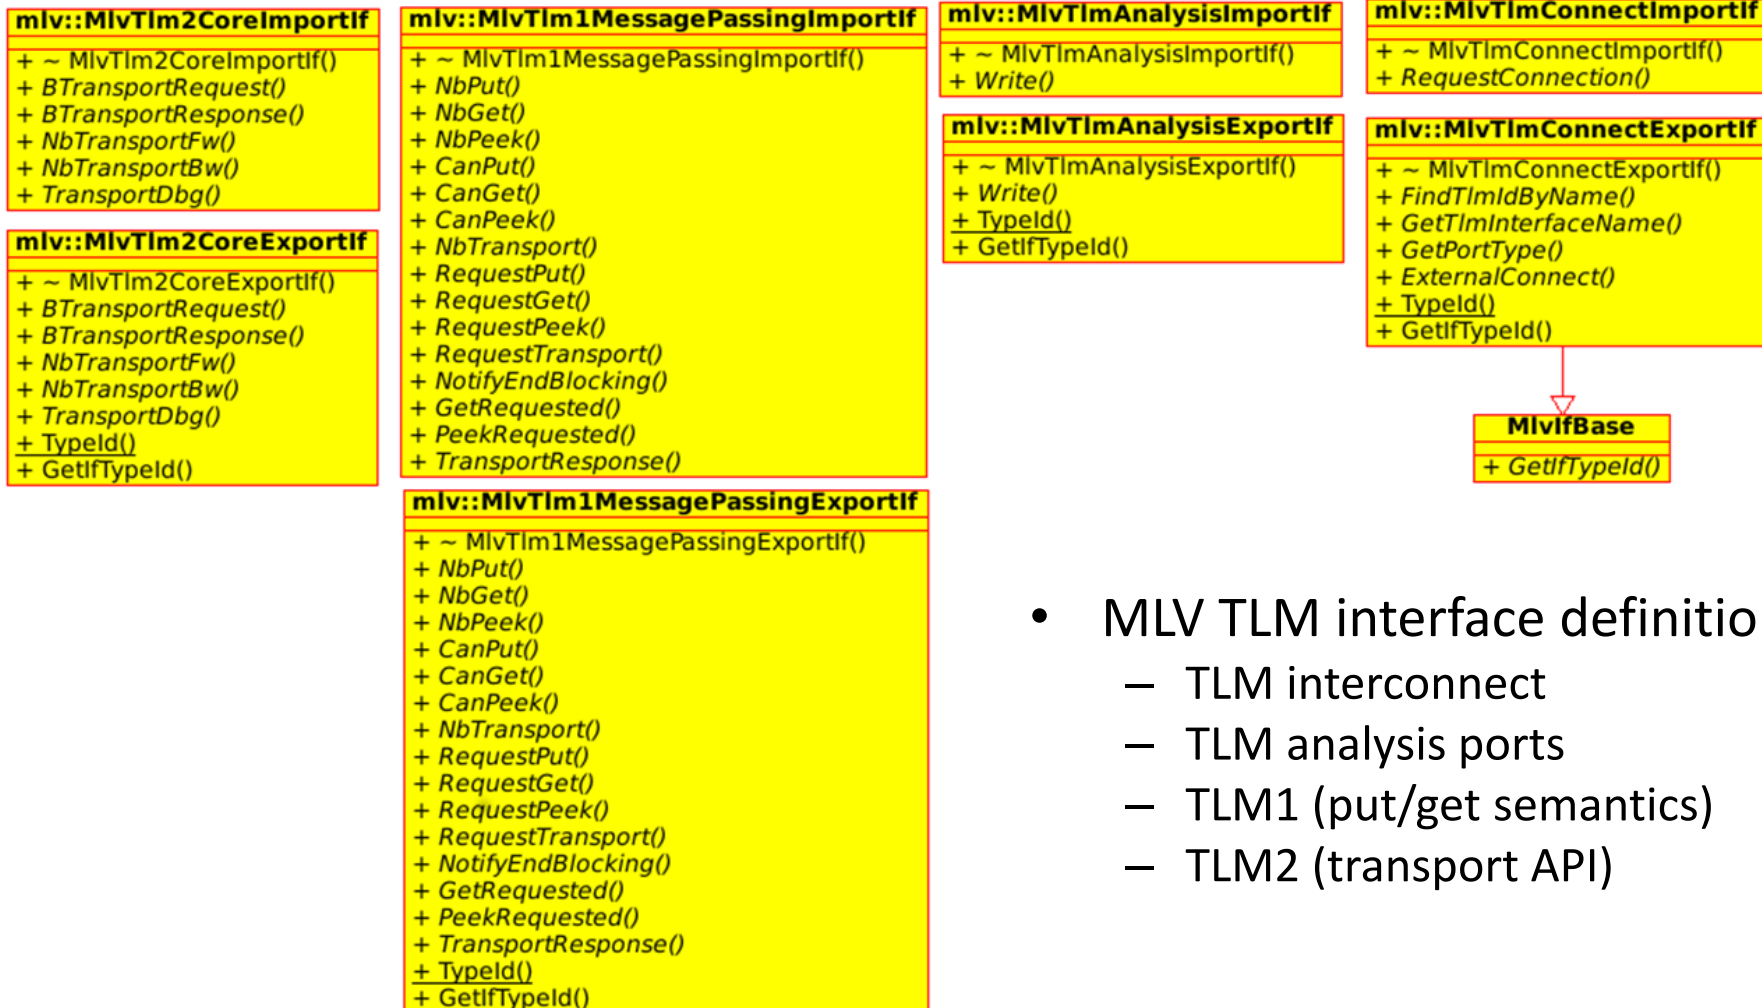 mlv::MlvTlm2CoreImportIf
+ ~ MlvTlm2CoreImportIf()
+ BTransportRequest()
+ BTransportResponse()
+ NbTransportFw()
+ NbTransportBw()
+ TransportDbg()
mlv::MlvTlm2CoreExportIf
+ ~ MlvTlm2CoreExportIf()
+ BTransportRequest()
+ BTransportResponse()
+ NbTransportFw()
+ NbTransportBw()
+ TransportDbg()
+ TypeId()
+ GetIfTypeId()
mlv::MlvTlm1MessagePassingImportIf
+ ~ MlvTlm1MessagePassingImportIf()
+ NbPut()
+ NbGet()
+ NbPeek()
+ CanPut()
+ CanGet()
+ CanPeek()
+ NbTransport()
+ RequestPut()
+ RequestGet()
+ RequestPeek()
+ RequestTransport()
+ NotifyEndBlocking()
+ GetRequested()
+ PeekRequested()
+ TransportResponse()
mlv::MlvTlm1MessagePassingExportIf
+ ~ MlvTlm1MessagePassingExportIf()
+ NbPut()
+ NbGet()
+ NbPeek()
+ CanPut()
+ CanGet()
+ CanPeek()
+ NbTransport()
+ RequestPut()
+ RequestGet()
+ RequestPeek()
+ RequestTransport()
+ NotifyEndBlocking()
+ GetRequested()
+ PeekRequested()
+ TransportResponse()
+ TypeId()
+ GetIfTypeId()
mlv::MlvTlmAnalysisImportIf
+ ~ MlvTlmAnalysisImportIf()
+ Write()
mlv::MlvTlmAnalysisExportIf
+ ~ MlvTlmAnalysisExportIf()
+ Write()
+ TypeId()
+ GetIfTypeId()
mlv::MlvTlmConnectImportIf
+ ~ MlvTlmConnectImportIf()
+ RequestConnection()
mlv::MlvTlmConnectExportIf
+ ~ MlvTlmConnectExportIf()
+ FindTlmIdByName()
+ GetTlmInterfaceName()
+ GetPortType()
+ ExternalConnect()
+ TypeId()
+ GetIfTypeId()
MlvIfBase
+ GetIfTypeId()
• MLV TLM interface definitio
– TLM interconnect
– TLM analysis ports
– TLM1 (put/get semantics)
– TLM2 (transport API)